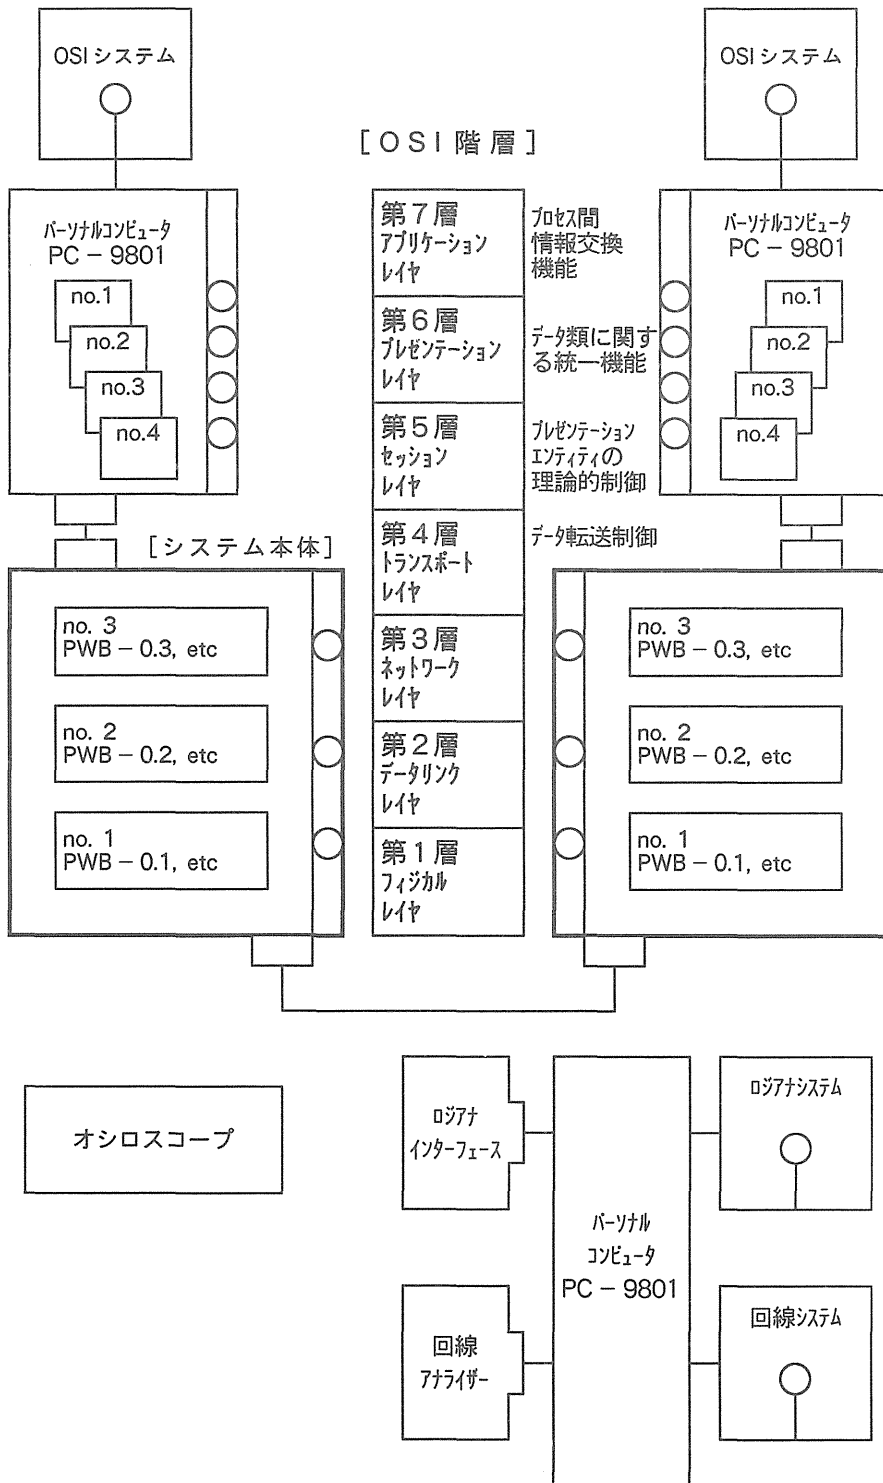 OSIシステム
OSIシステム
[OSI階層]
パーソナルコンピュータ
PC－9801
no.1
no.2
no.3
no.4
第7層
アプリケーション
レイヤ
プロセス間
情報交換
機能
第6層
プレゼンテーション
レイヤ
データ類に関す
る統一機能
第5層
セッション
レイヤ
プレゼンテーション
エンティティの
理論的制御
第4層
トランスポート
レイヤ
データ転送制御
第3層
ネットワーク
レイヤ
第2層
データリンク
レイヤ
第1層
フィジカル
レイヤ
パーソナルコンピュータ
PC－9801
no.1
no.2
no.3
no.4
[システム本体]
no. 3
PWB－0.3, etc
no. 2
PWB－0.2, etc
no. 1
PWB－0.1, etc
no. 3
PWB－0.3, etc
no. 2
PWB－0.2, etc
no. 1
PWB－0.1, etc
オシロスコープ
ロジアナ
インターフェース
回線
アナライザー
パーソナル
コンピュータ
PC－9801
ロジアナシステム
回線システム